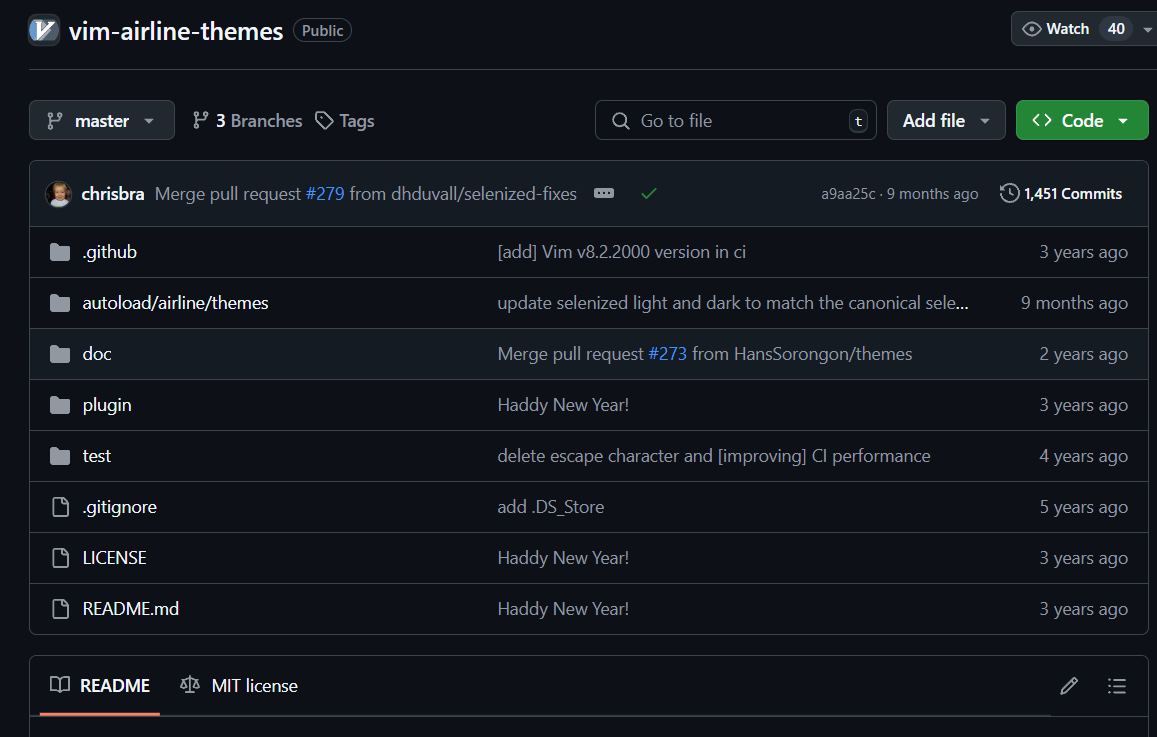 vim-airline-themes Public Watch 40
master 3 Branches Tags Go to file t Add file Code
chrisbra Merge pull request #279 from dhduvall/selenized-fixes a9aa25c · 9 months ago 1,451 Commits
.github [add] Vim v8.2.2000 version in ci 3 years ago
autoload/airline/themes update selenized light and dark to match the canonical sele... 9 months ago
doc Merge pull request #273 from HansSorongon/themes 2 years ago
plugin Haddy New Year! 3 years ago
test delete escape character and [improving] CI performance 4 years ago
.gitignore add .DS_Store 5 years ago
LICENSE Haddy New Year! 3 years ago
README.md Haddy New Year! 3 years ago
README MIT license